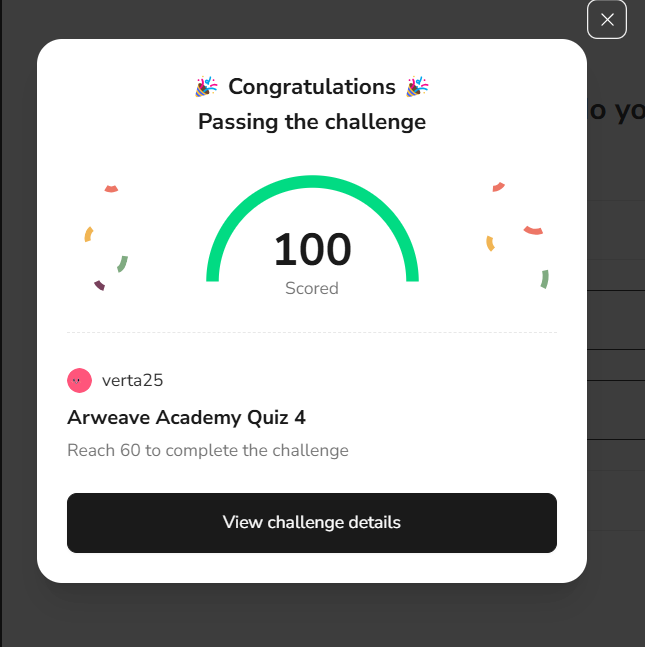 🎉 Congratulations 🎉
Passing the challenge
100
Scored
verta25
Arweave Academy Quiz 4
Reach 60 to complete the challenge
View challenge details